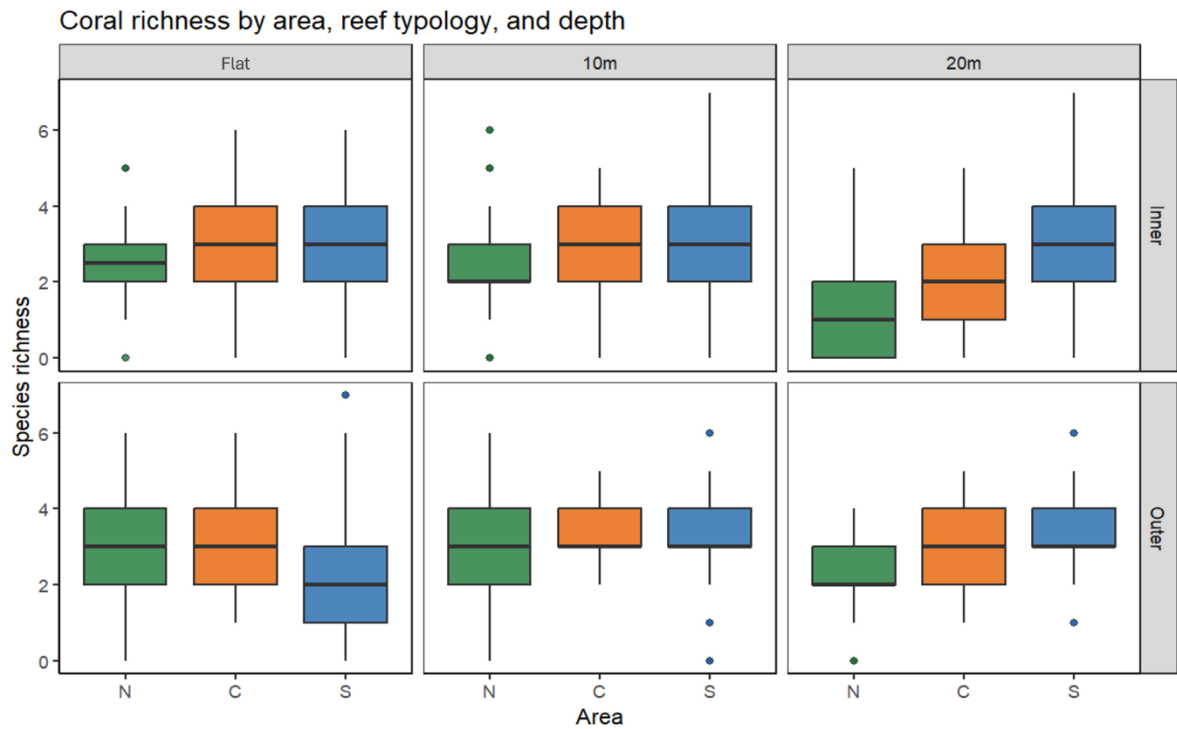 Coral richness by area, reef typology, and depth
Flat
10m
20m
Species richness
6
4
2
0
Inner
6
4
2
0
Outer
N
C
S
N
C
S
N
C
S
Area